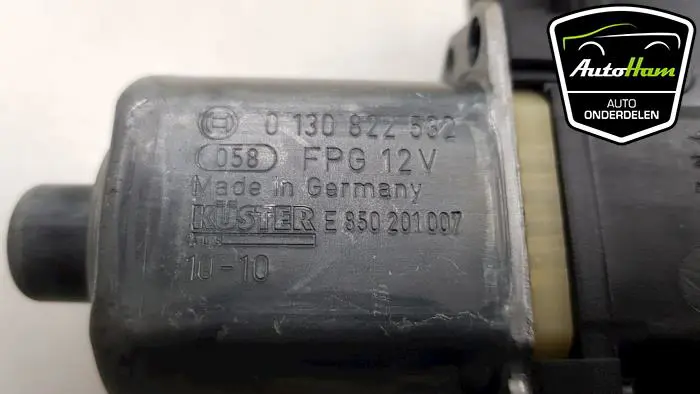 AutoHam
AUTO
ONDERDELEN
0 130 822 532
058 FPG 12V
Made in Germany
KÜSTER E 850 201 007
10-10